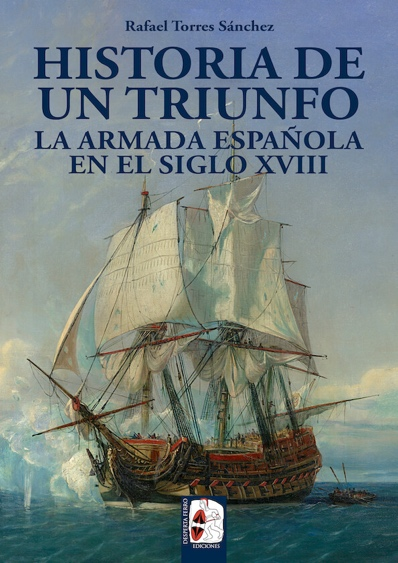 Rafael Torres Sánchez
HISTORIA DE
UN TRIUNFO
LA ARMADA ESPAÑOLA
EN EL SIGLO XVIII
DESPERTA FERRO
EDICIONES